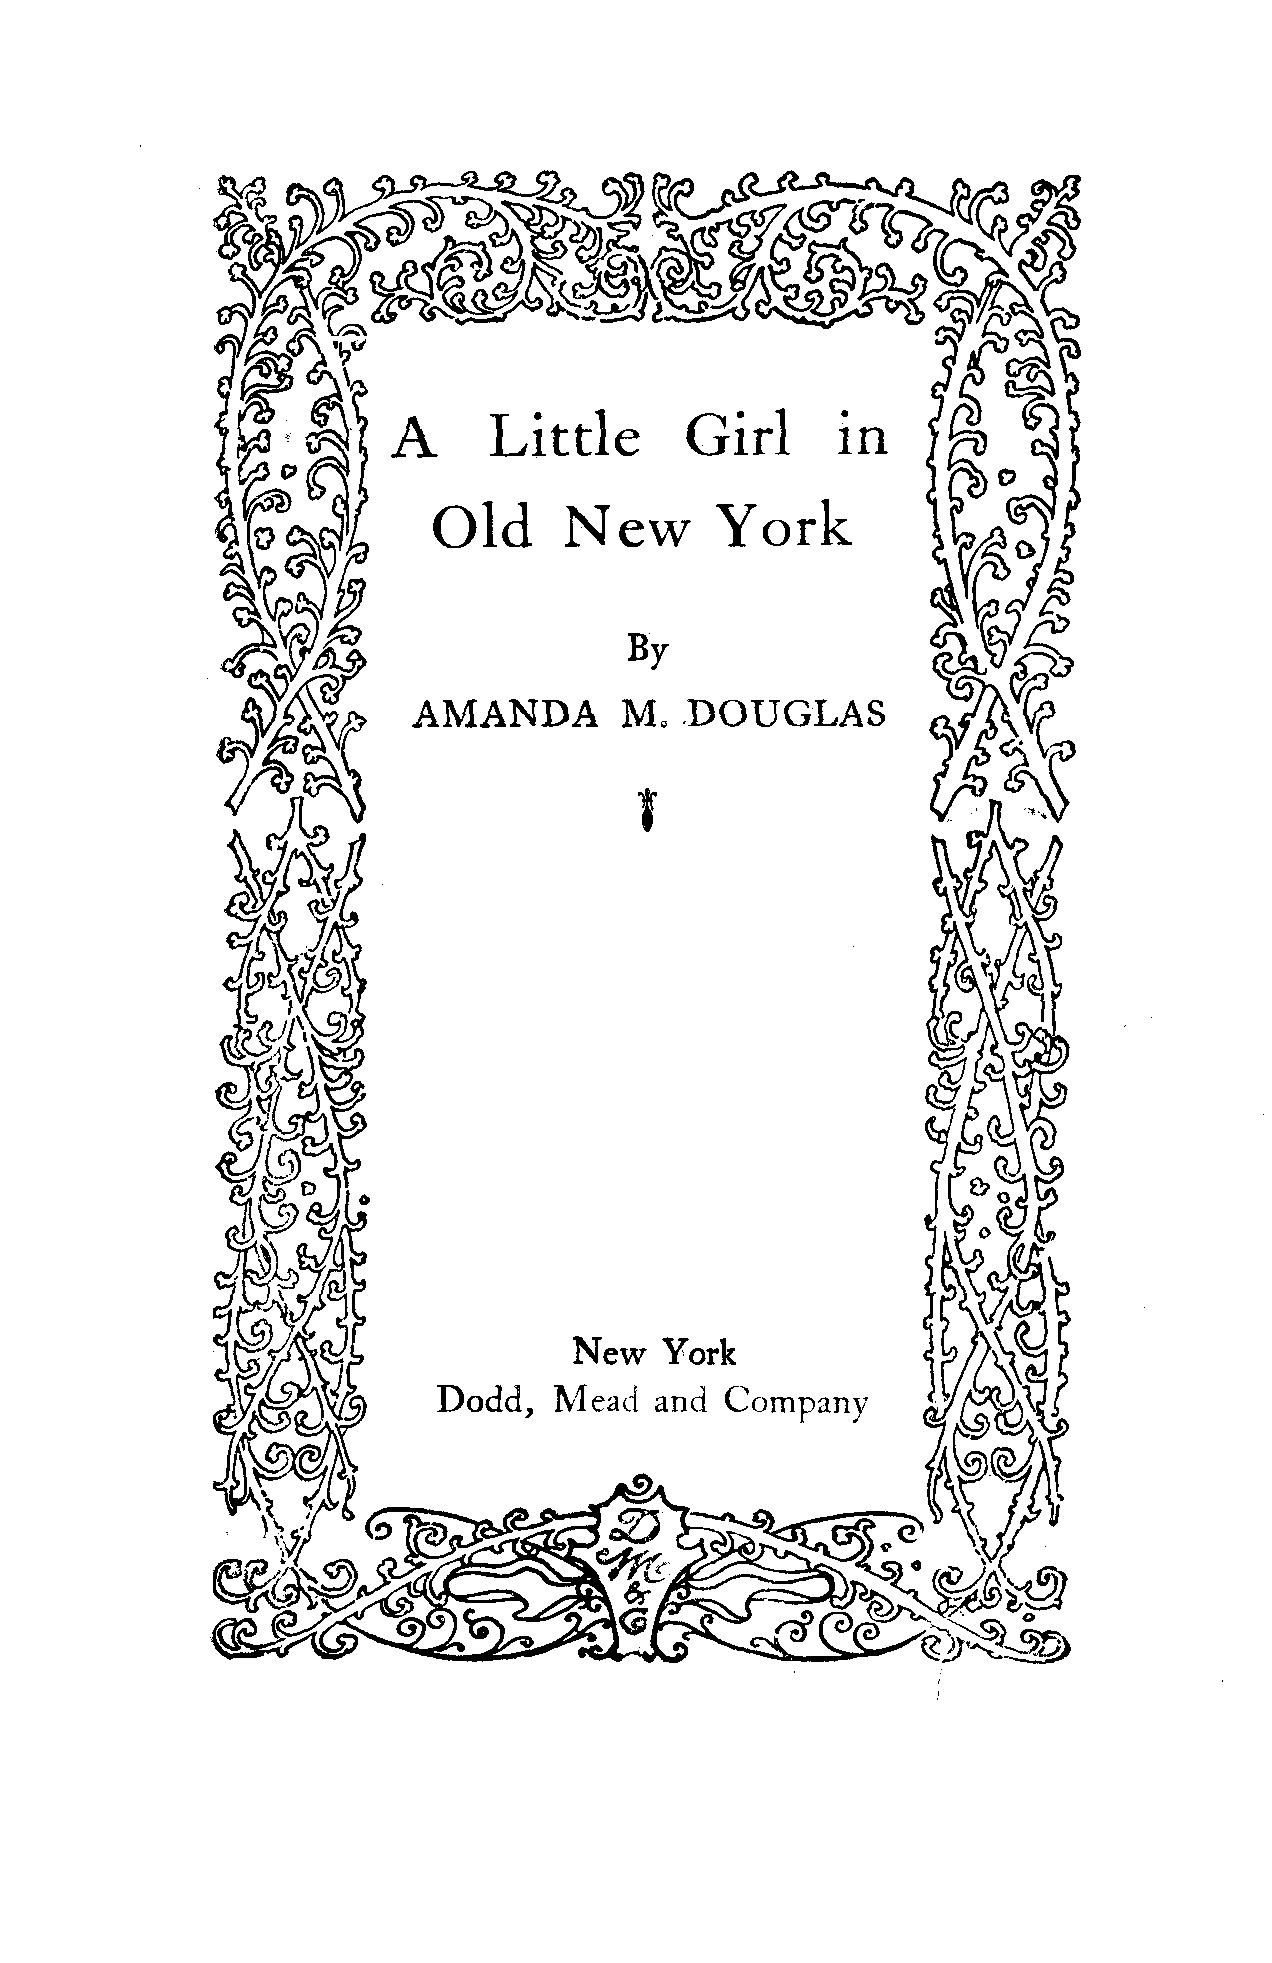 A Little Girl in
Old New York
By
AMANDA M. DOUGLAS
New York
Dodd, Mead and Company
D
M
&
C